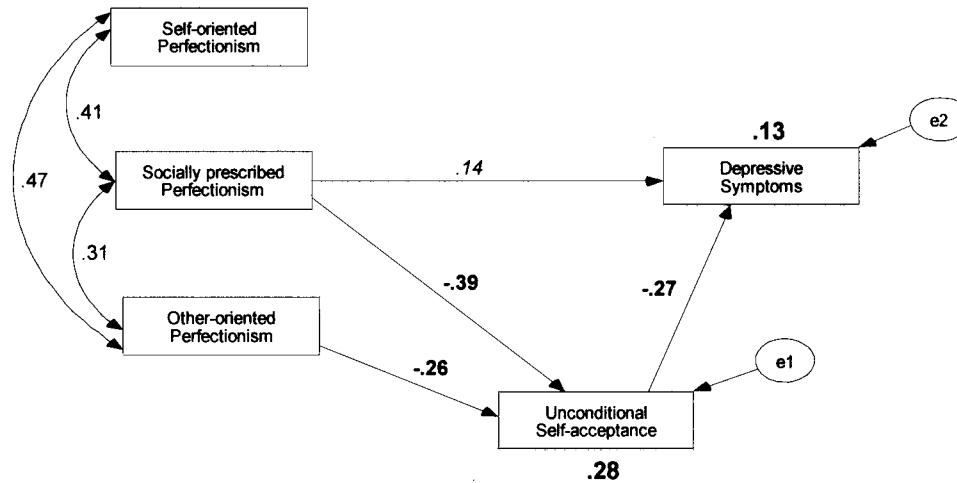 Self-oriented
Perfectionism
.41
.47
Socially prescribed
Perfectionism
.14
.13
e2
Depressive
Symptoms
.31
-.39
-.27
Other-oriented
Perfectionism
-.26
e1
Unconditional
Self-acceptance
.28